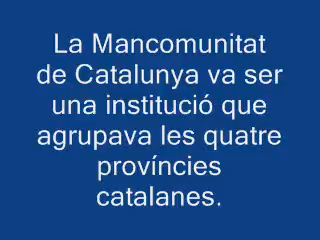 La Mancomunitat
de Catalunya va ser
una institució que
agrupava les quatre
províncies
catalanes.